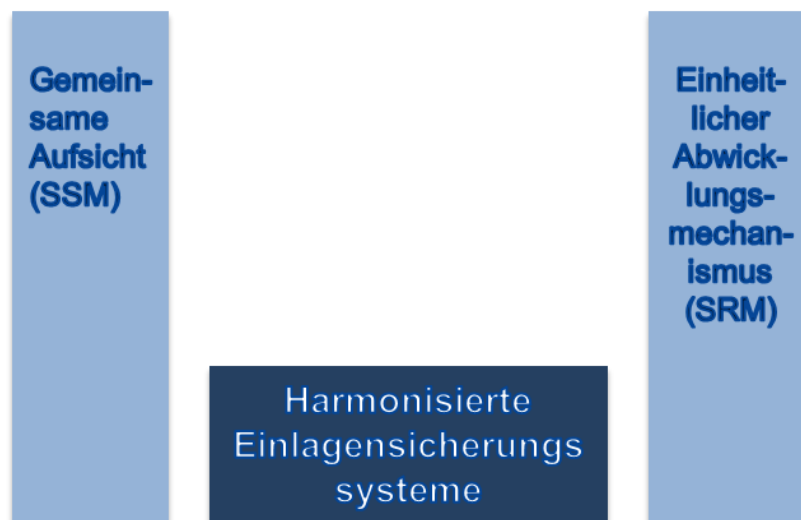 Gemein-
same
Aufsicht
(SSM)
Einheit-
licher
Abwick-
lungs-
mechan-
ismus
(SRM)
Harmonisierte
Einlagensicherungs
systeme